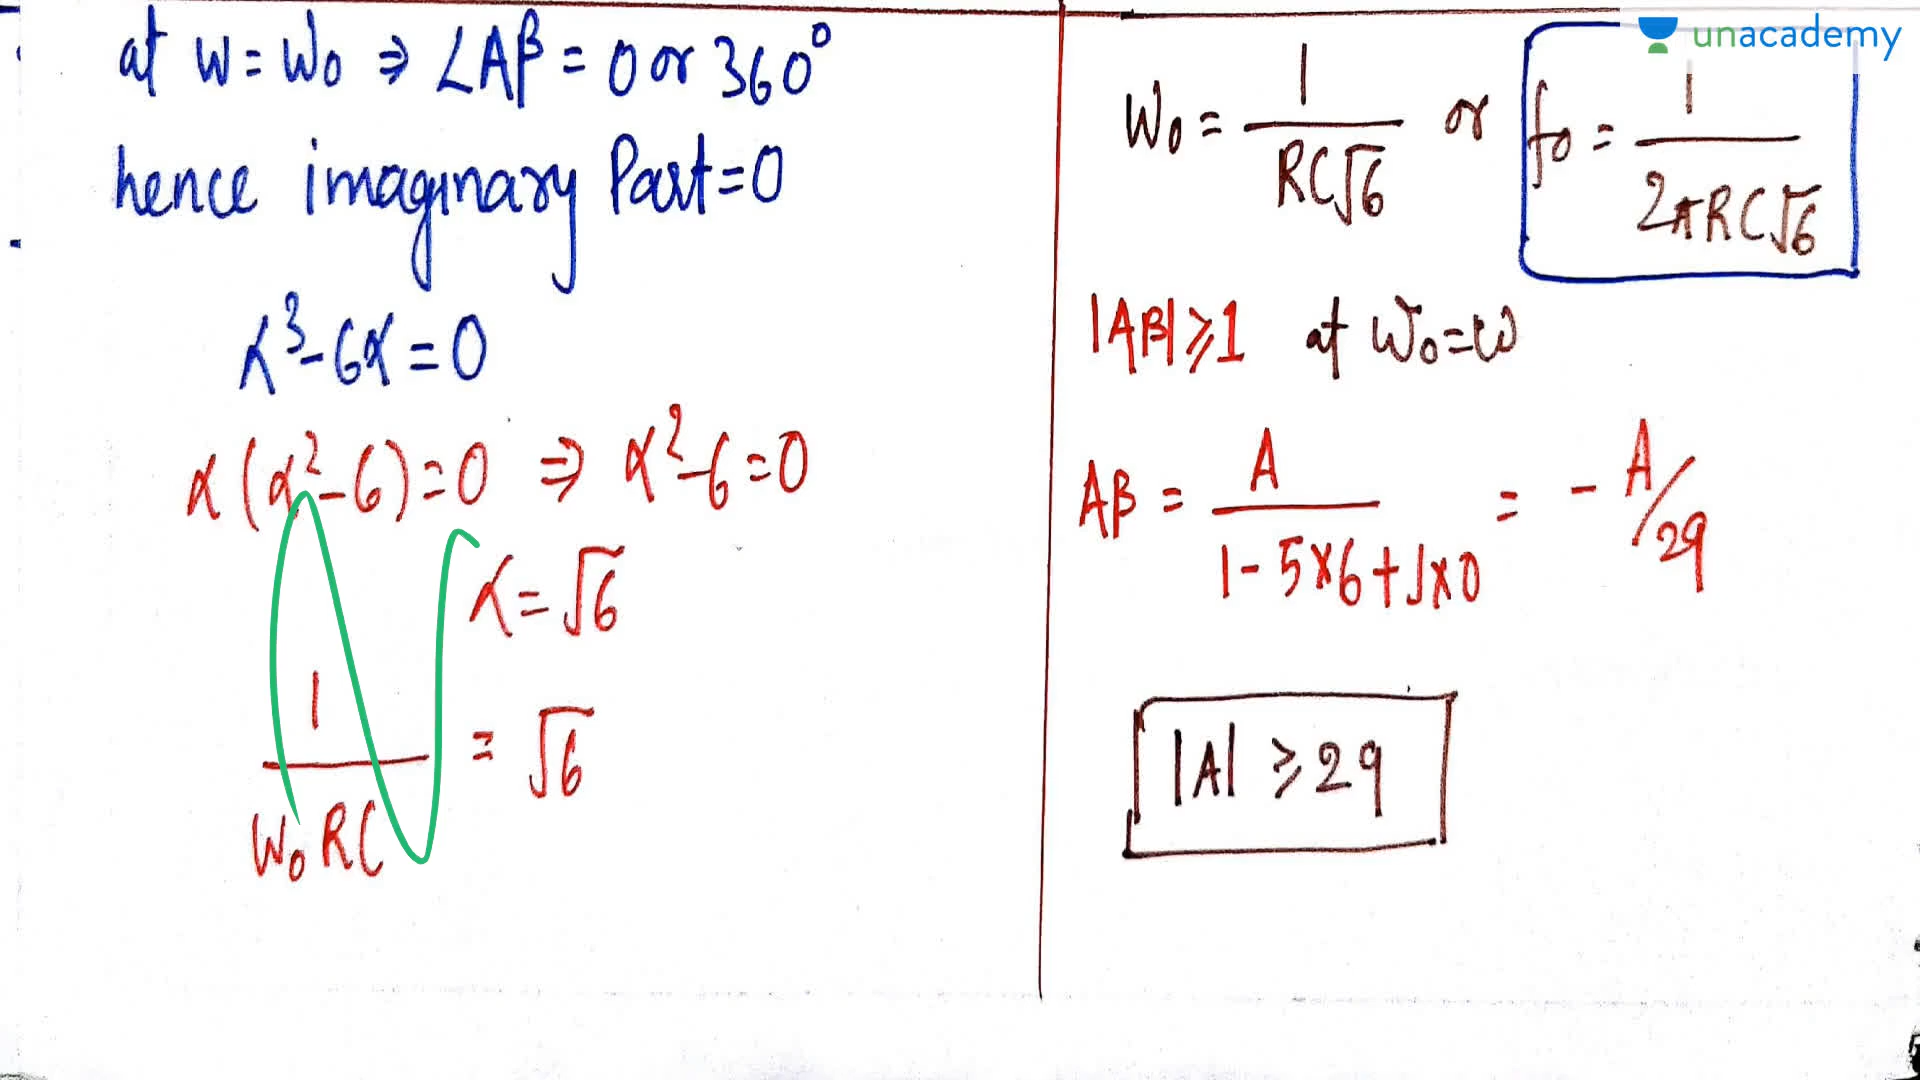 at w = w₀ ⇒ ∠Aβ = 0 or 360°
hence imaginary Part = 0
α³ - 6α = 0
α(α² - 6) = 0 ⇒ α² - 6 = 0
α = √6
1
—— = √6
w₀RC
unacademy
w₀ = 1/RC√6 or f₀ = 1/2πRC√6
|Aβ| ≥ 1 at w₀ = w
Aβ = A/1 - 5×6 + J×0 = - A/29
|A| ≥ 29